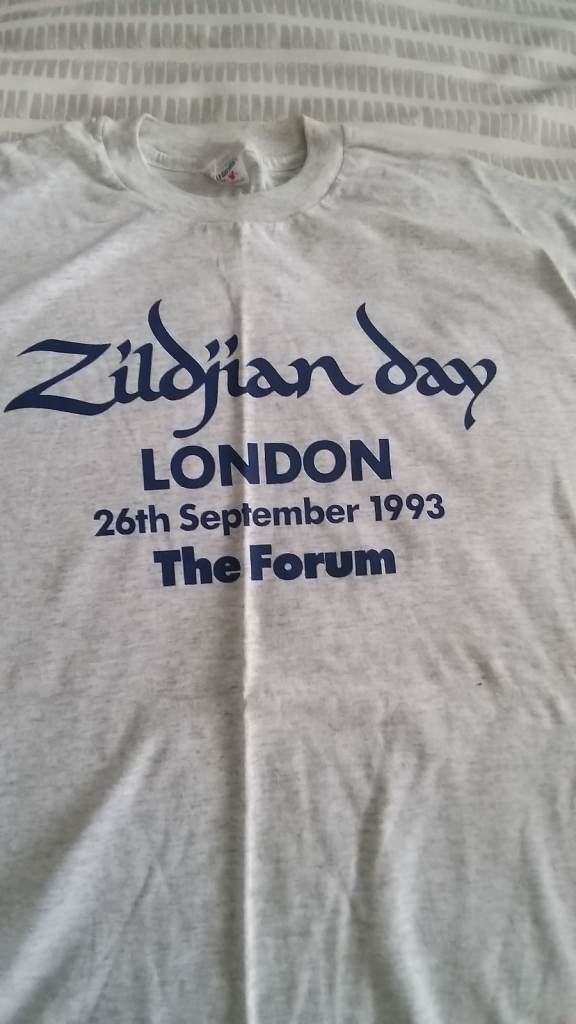 Zildjian day
LONDON
26th September 1993
The Forum